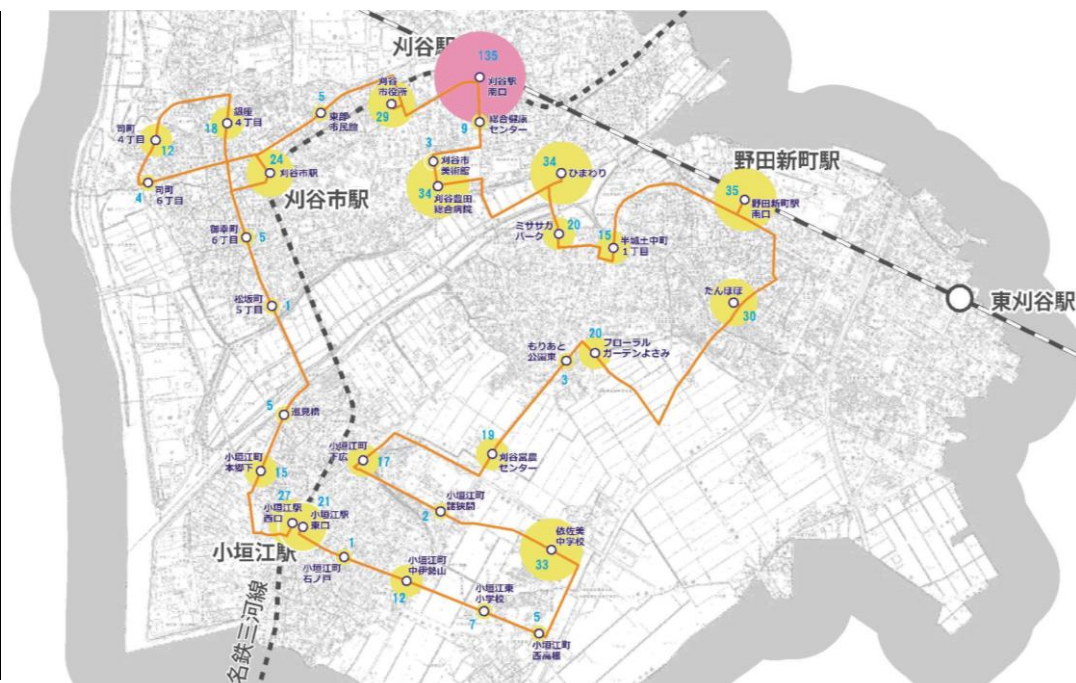 刈谷駅
135
刈谷駅
南口
刈谷
市役所
29
5
東部
市民館
銀座
4丁目
18
司町
4丁目
12
4
司町
6丁目
24
刈谷市駅
刈谷市駅
9
総合健康
センター
3
刈谷市
美術館
34
刈谷豊田
総合病院
34
ひまわり
野田新町駅
35
野田新町駅
南口
ミササガ
パーク
20
15
半城土中町
1丁目
御幸町
6丁目
5
松坂町
5丁目
1
たんぽぽ
30
東刈谷駅
20
フローラル
ガーデンよさみ
もりあと
公園東
3
5
逢見橋
小垣江町
本郷下
15
小垣江町
下広
17
19
刈谷営農
センター
27
小垣江駅
西口
21
小垣江駅
東口
小垣江駅
小垣江町
諸狭間
2
依佐美
中学校
33
1
小垣江町
石ノ戸
小垣江町
中伊勢山
12
小垣江東
小学校
7
5
小垣江町
西高根
名鉄三河線